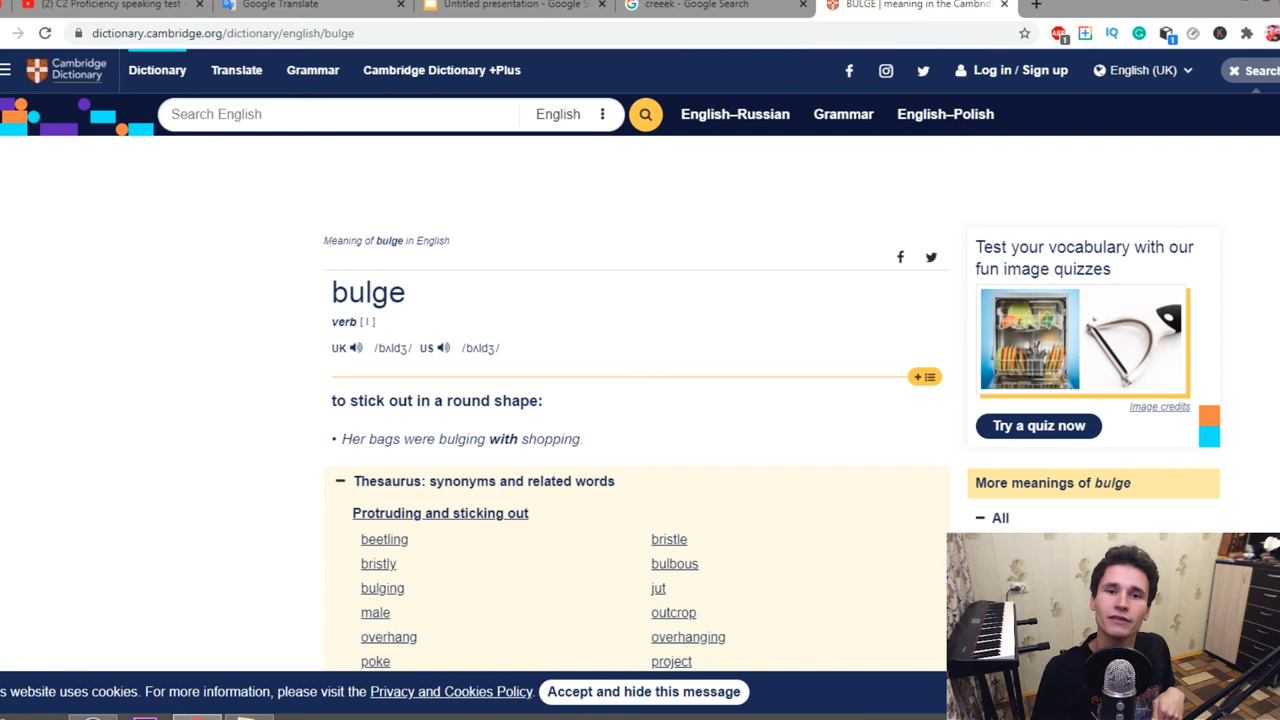 (2) C2 Proficiency speaking test -
Google Translate
Untitled presentation - Google S
creeek - Google Search
BULGE | meaning in the Cambrid
dictionary.cambridge.org/dictionary/english/bulge
Cambridge
Dictionary
Dictionary
Translate
Grammar
Cambridge Dictionary +Plus
Log in / Sign up
English (UK)
Search
Search English
English
English–Russian
Grammar
English–Polish
Meaning of bulge in English
bulge
verb [ I ]
UK /bʌldʒ/ US /bʌldʒ/
to stick out in a round shape:
• Her bags were bulging with shopping.
Thesaurus: synonyms and related words
Protruding and sticking out
beetling
bristle
bristly
bulbous
bulging
jut
male
outcrop
overhang
overhanging
poke
project
Test your vocabulary with our
fun image quizzes
Image credits
Try a quiz now
More meanings of bulge
All
s website uses cookies. For more information, please visit the Privacy and Cookies Policy.
Accept and hide this message